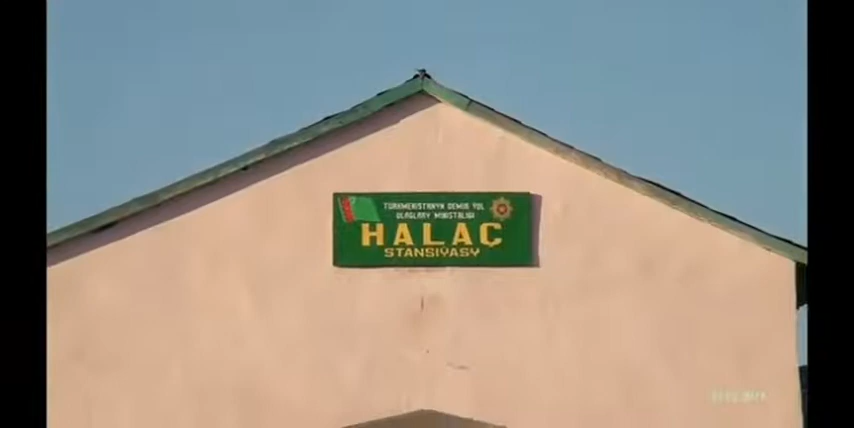 TÜRKMENISTANYŇ DEMIR ÝOL
ULAGLARY MINISTRLIGI
HALAÇ
STANSIÝASY